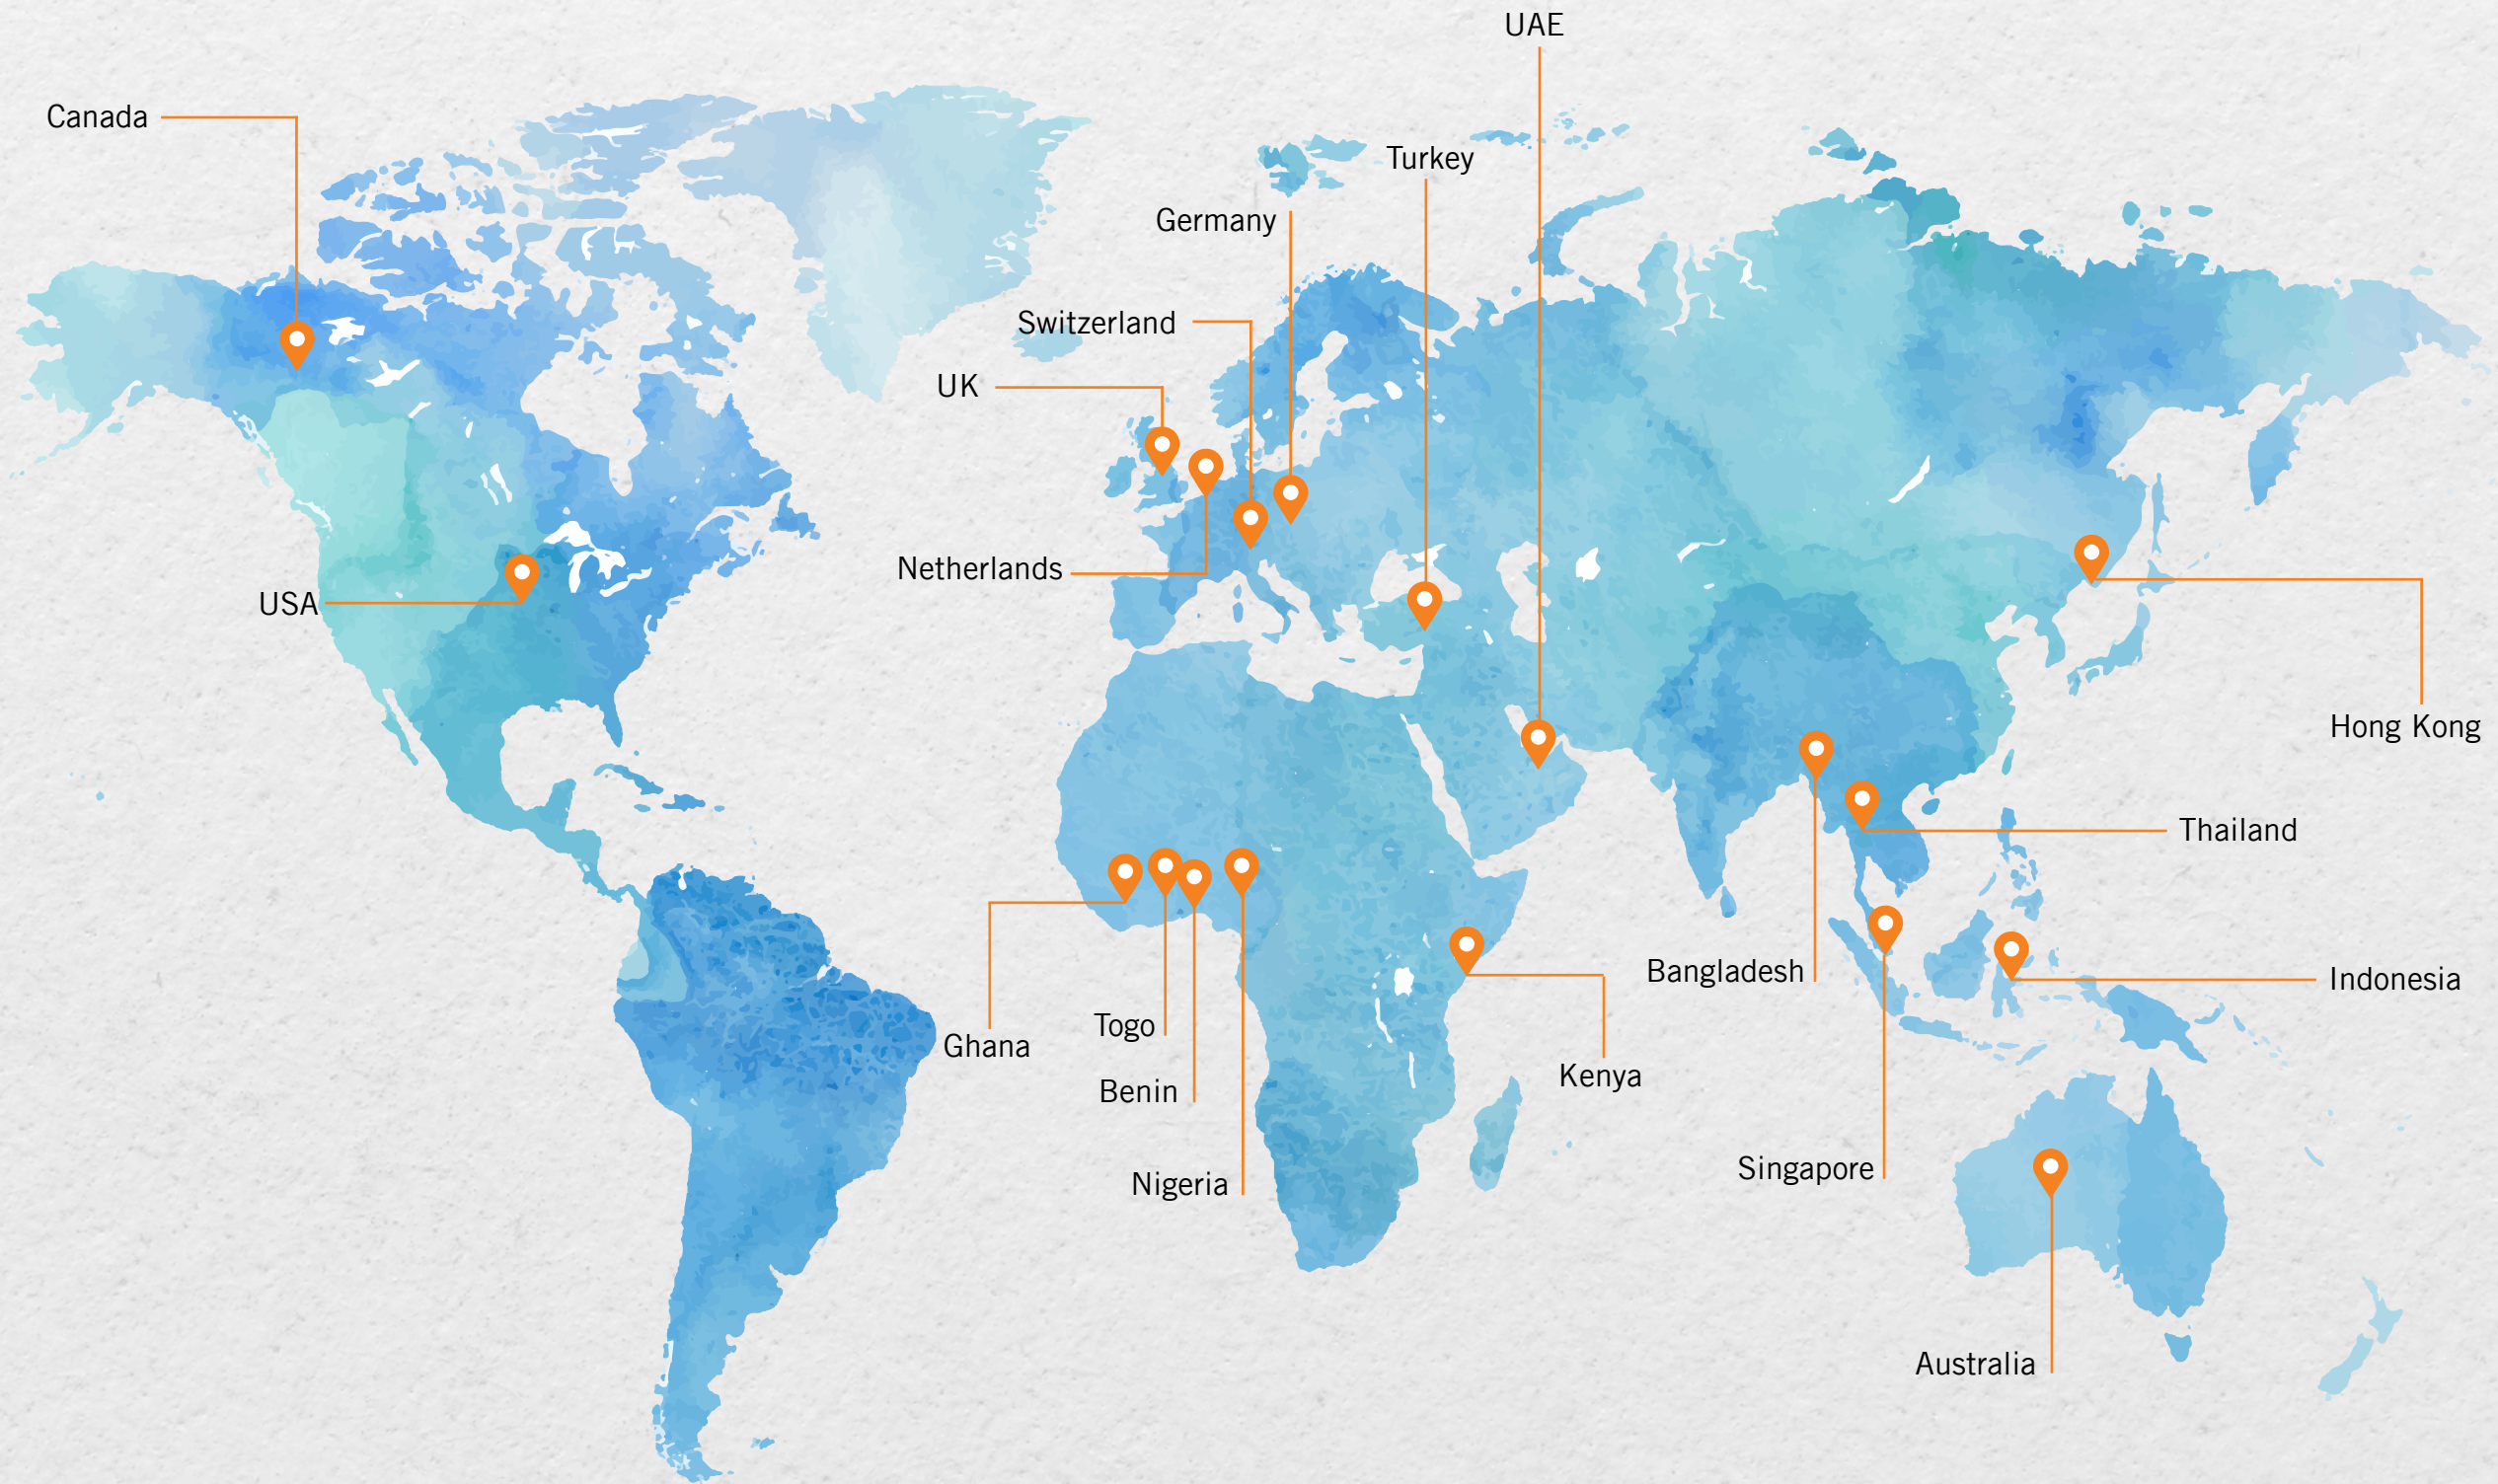 UAE
Canada
Turkey
Germany
Switzerland
UK
Netherlands
USA
Hong Kong
Thailand
Bangladesh
Indonesia
Togo
Ghana
Kenya
Benin
Singapore
Nigeria
Australia